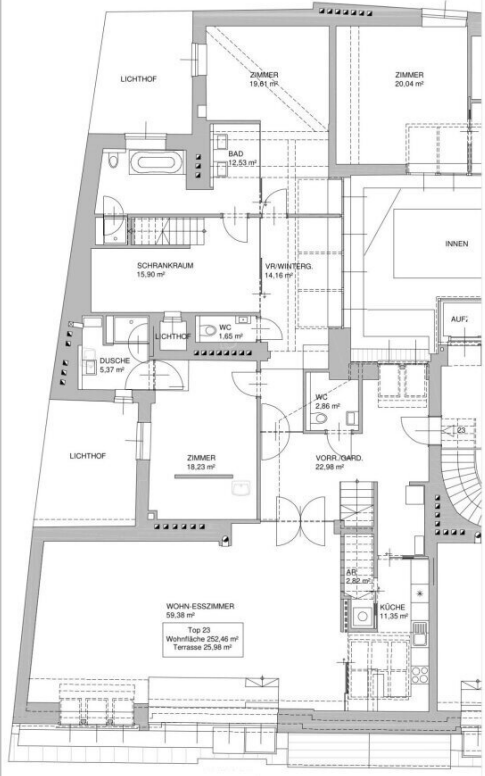 LICHTHOF
ZIMMER
19,61 m²
ZIMMER
20,04 m²
BAD
12.53 m²
INNEN
SCHRANKRAUM
15,90 m²
VR/WINTERG.
14,16 m²
AUFZ
LICHTHOF
WC
1,65 m²
DUSCHE
5,37 m²
WC
2,86 m²
23
LICHTHOF
ZIMMER
18,23 m²
VORR./GARD.
22,98 m²
AR
2,82 m²
WOHN-ESSZIMMER
59,38 m²
KÜCHE
11,35 m²
Top 23
Wohnfläche 252,46 m²
Terrasse 25,98 m²